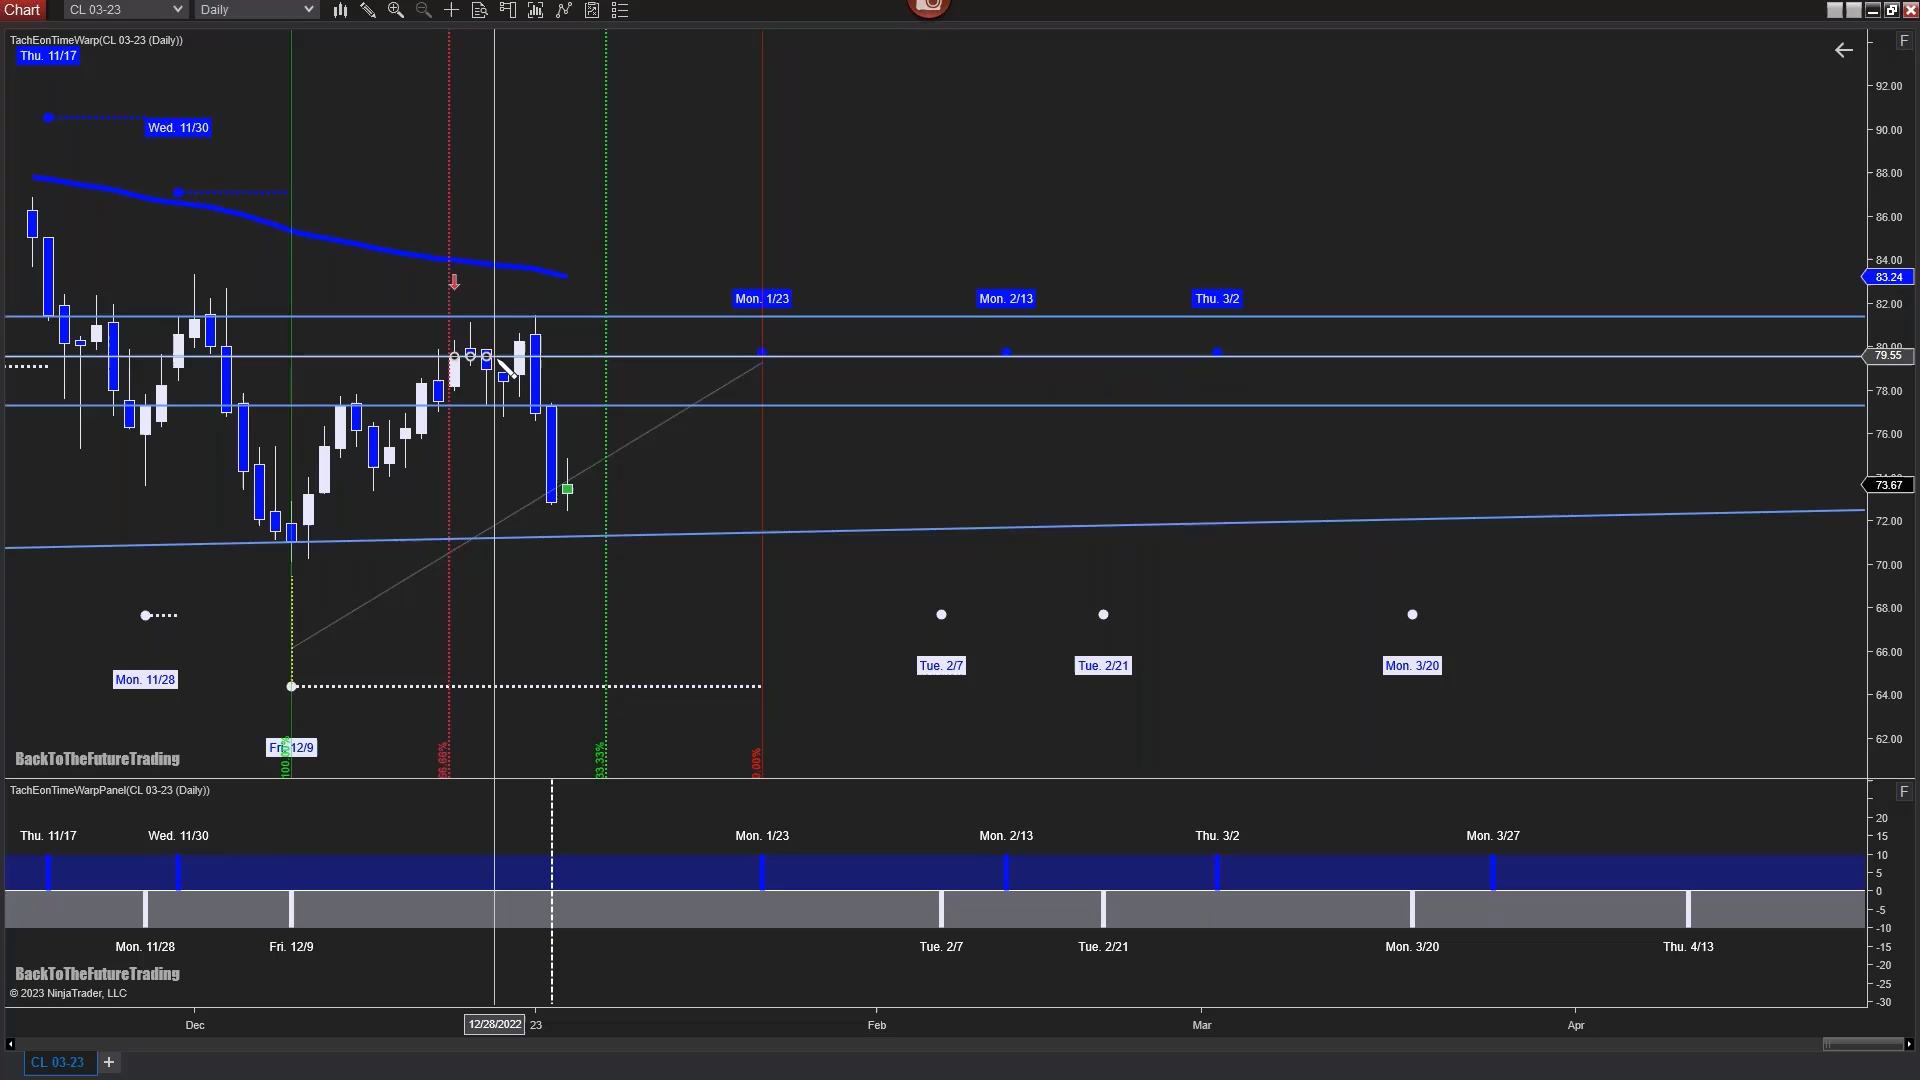 Chart CL 03-23 Daily
F
TachEonTimeWarp(CL 03-23 (Daily))
Thu. 11/17
92.00
Wed. 11/30
90.00
88.00
86.00
84.00
83.24
Mon. 1/23 Mon. 2/13 Thu. 3/2
82.00
79.55
78.00
76.00
73.67
72.00
70.00
68.00
Tue. 2/7 Tue. 2/21 Mon. 3/20
66.00
Mon. 11/28
64.00
62.00
Fri. 12/9
66.66% 33.33% 0.00%
BackToTheFutureTrading
TachEonTimeWarpPanel(CL 03-23 (Daily))
F
20
Thu. 11/17 Wed. 11/30 Mon. 1/23 Mon. 2/13 Thu. 3/2 Mon. 3/27
15
10
5
0
-5
-10
Mon. 11/28 Fri. 12/9 Tue. 2/7 Tue. 2/21 Mon. 3/20 Thu. 4/13
-15
-20
BackToTheFutureTrading
-25
© 2023 NinjaTrader, LLC
-30
Dec 12/28/2022 23 Feb Mar Apr
CL 03-23 +